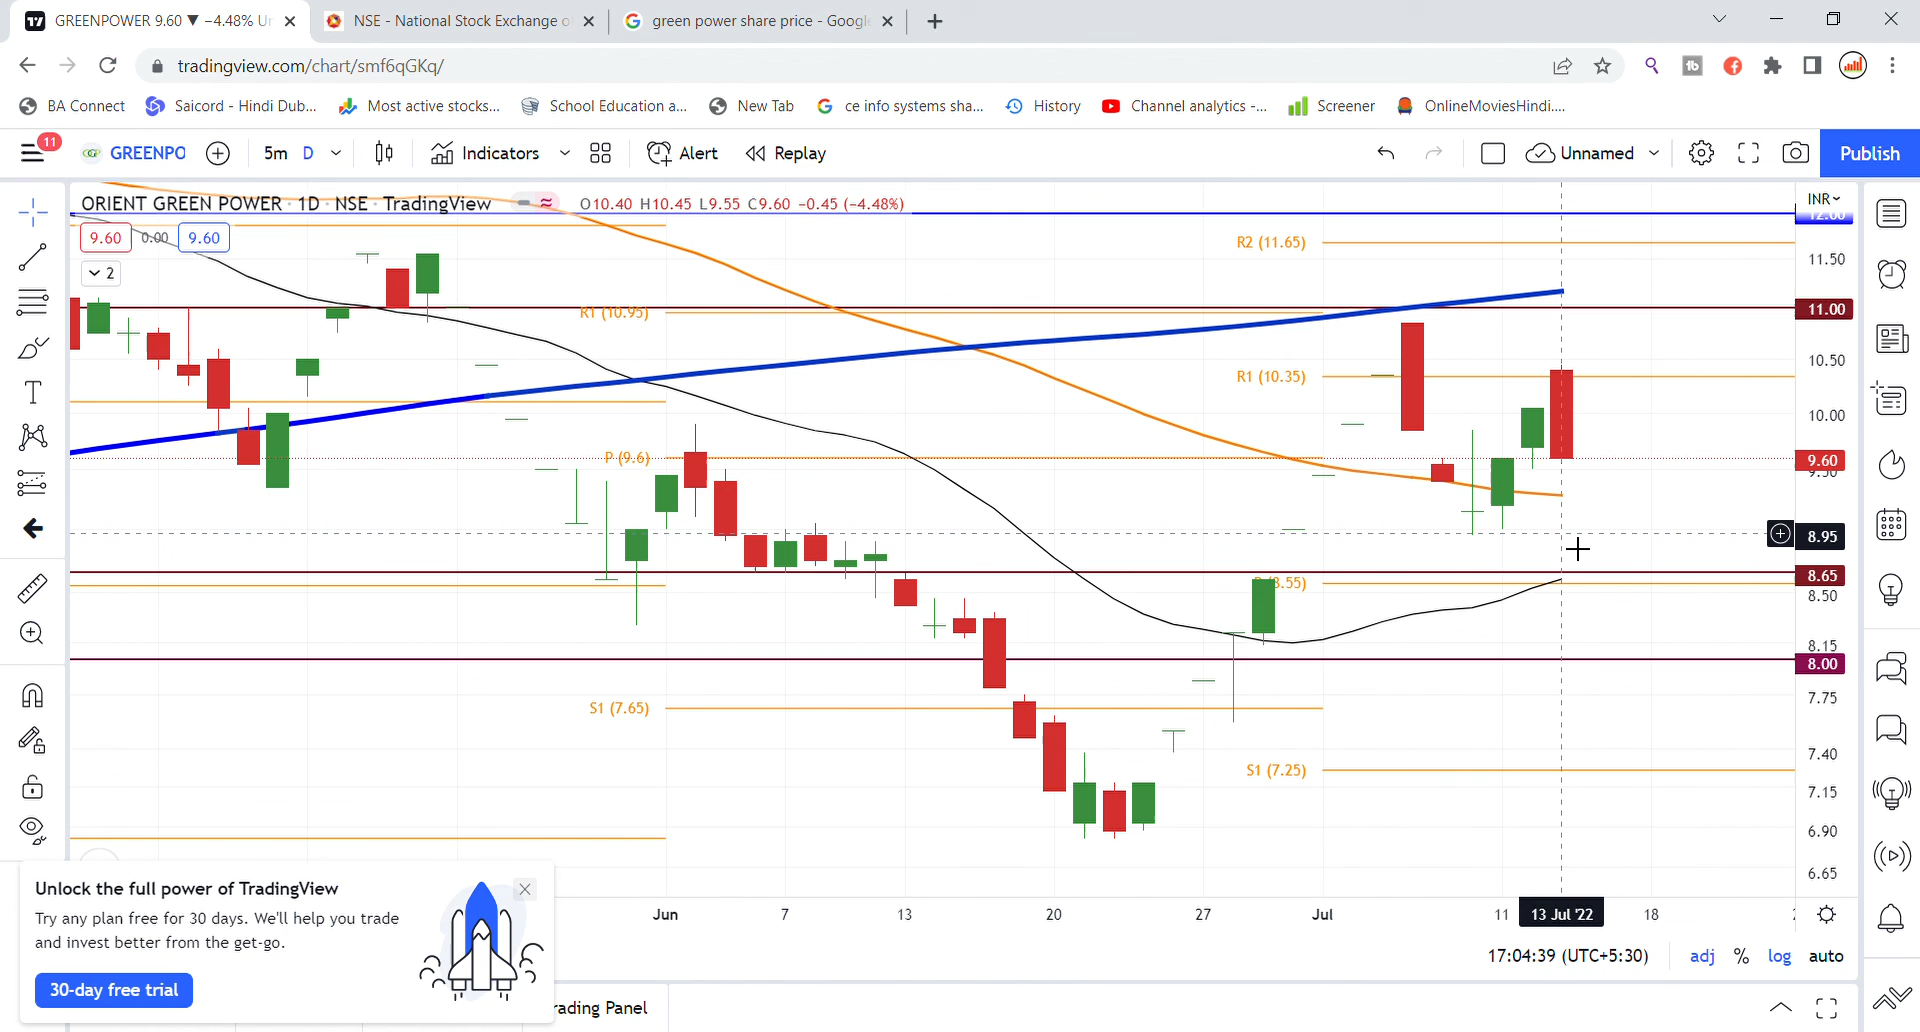 GREENPOWER 9.60 ▼ −4.48% Un
NSE - National Stock Exchange o
green power share price - Google
tradingview.com/chart/smf6qGKq/
BA Connect
Saicord - Hindi Dub...
Most active stocks...
School Education a...
New Tab
ce info systems sha...
History
Channel analytics -...
Screener
OnlineMoviesHindi....
11
GREENPO
5m D
Indicators
Alert
Replay
Unnamed
Publish
ORIENT GREEN POWER · 1D · NSE · TradingView
O10.40 H10.45 L9.55 C9.60 −0.45 (−4.48%)
INR
12.00
9.60 0.00 9.60
2
R2 (11.65)
11.50
R1 (10.95)
11.00
10.50
R1 (10.35)
10.00
P (9.6)
9.60
9.50
8.95
8.65
P (8.55)
8.50
8.15
8.00
7.75
S1 (7.65)
7.40
S1 (7.25)
7.15
6.90
6.65
Unlock the full power of TradingView
Try any plan free for 30 days. We'll help you trade
and invest better from the get-go.
30-day free trial
Jun 7 13 20 27 Jul 11 13 Jul '22 18
17:04:39 (UTC+5:30)
adj % log auto
rading Panel